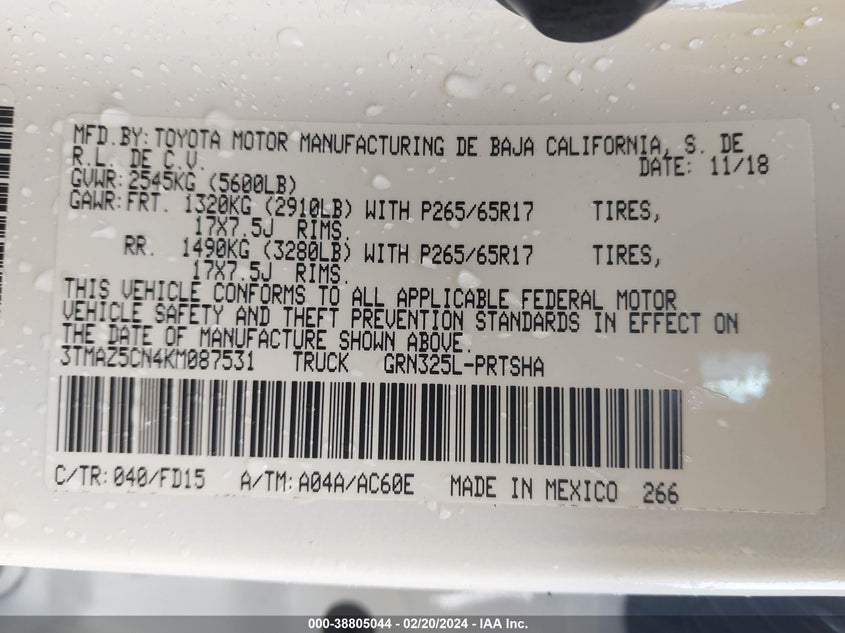 MFD.BY:TOYOTA MOTOR MANUFACTURING DE BAJA CALIFORNIA, S. DE
R.L. DE C.V. DATE: 11/18
GVWR:2545KG (5600LB)
GAWR:FRT. 1320KG (2910LB) WITH P265/65R17 TIRES,
17X7.5J RIMS.
RR. 1490KG (3280LB) WITH P265/65R17 TIRES,
17X7.5J RIMS.
THIS VEHICLE CONFORMS TO ALL APPLICABLE FEDERAL MOTOR
VEHICLE SAFETY AND THEFT PREVENTION STANDARDS IN EFFECT ON
THE DATE OF MANUFACTURE SHOWN ABOVE.
3TMAZ5CN4KM087531 TRUCK GRN325L-PRTSHA
C/TR:040/FD15 A/TM:A04A/AC60E MADE IN MEXICO 266
000-38805044 - 02/20/2024 - IAA Inc.